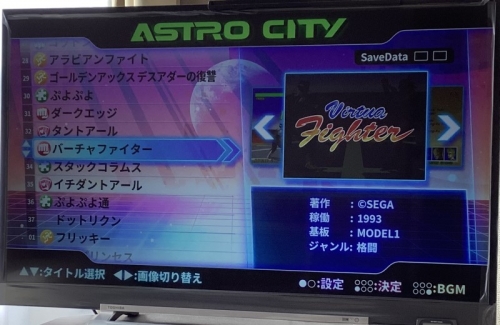 ASTRO CITY
28 アラビアンファイト
29 ゴールデンアックス デスアダーの復讐
30 ぷよぷよ
31 ダークエッジ
32 タントアール
バーチャファイター
34 スタックコラムス
35 イチダントアール
36 ぷよぷよ通
37 ドットリクン
01 フリッキー
プリンセス
SaveData
Virtua
Fighter
著作 : ©SEGA
稼働 : 1993
基板 : MODEL1
ジャンル: 格闘
▲▼:タイトル選択 ◀▶:画像切り替え
●○:設定 :決定 :BGM